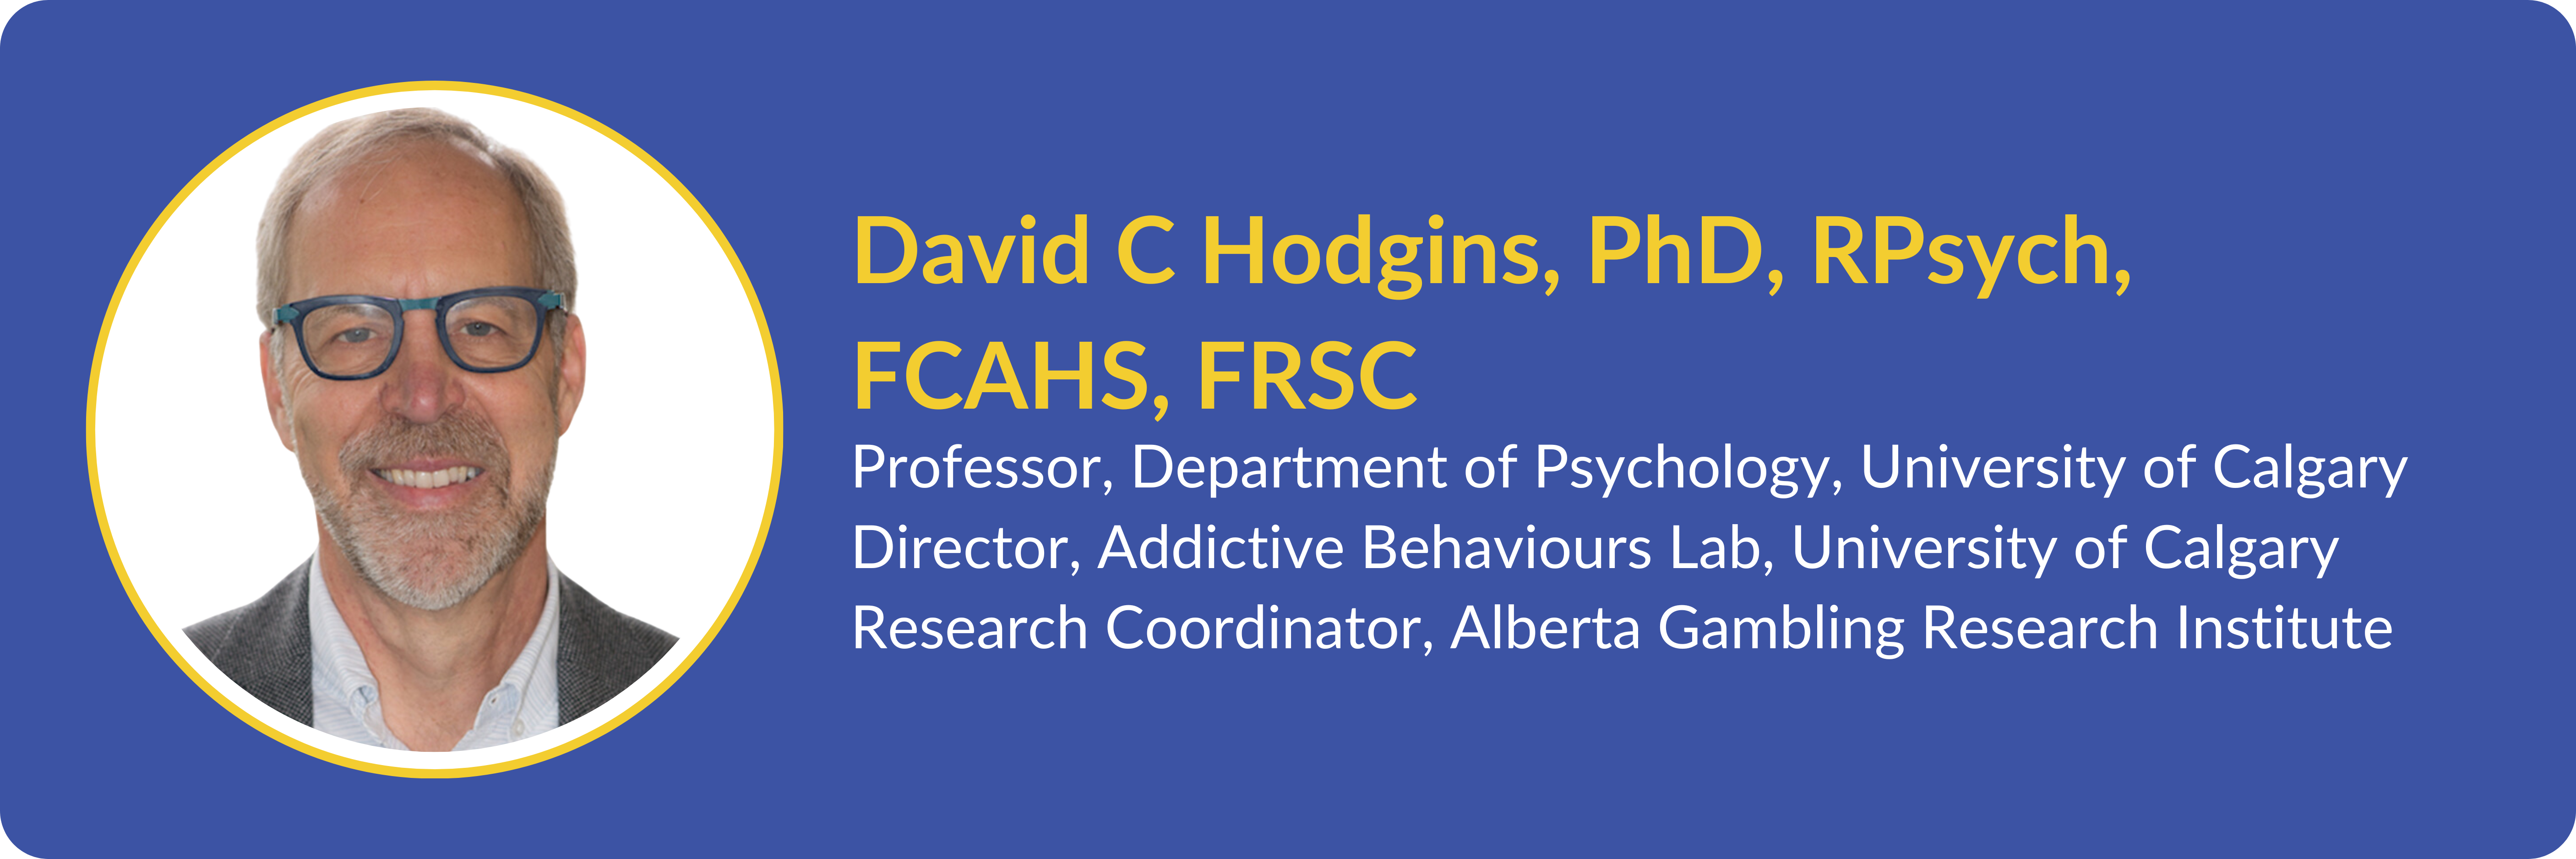 David C Hodgins, PhD, RPsych,
FCAHS, FRSC
Professor, Department of Psychology, University of Calgary
Director, Addictive Behaviours Lab, University of Calgary
Research Coordinator, Alberta Gambling Research Institute